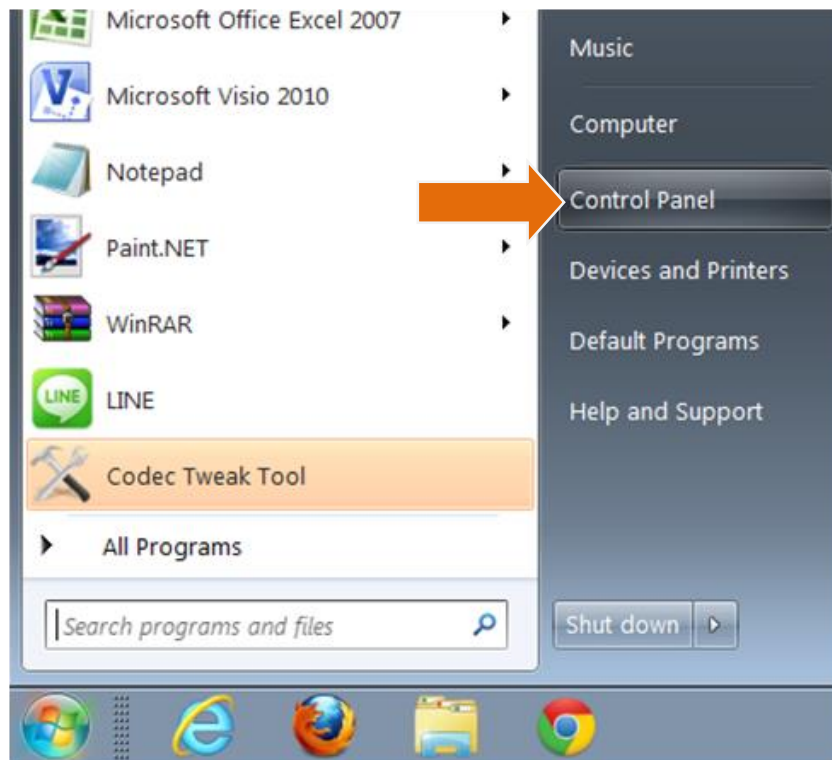 Microsoft Office Excel 2007
Microsoft Visio 2010
Notepad
Paint.NET
WinRAR
LINE
LINE
Codec Tweak Tool
All Programs
Search programs and files
Music
Computer
Control Panel
Devices and Printers
Default Programs
Help and Support
Shut down